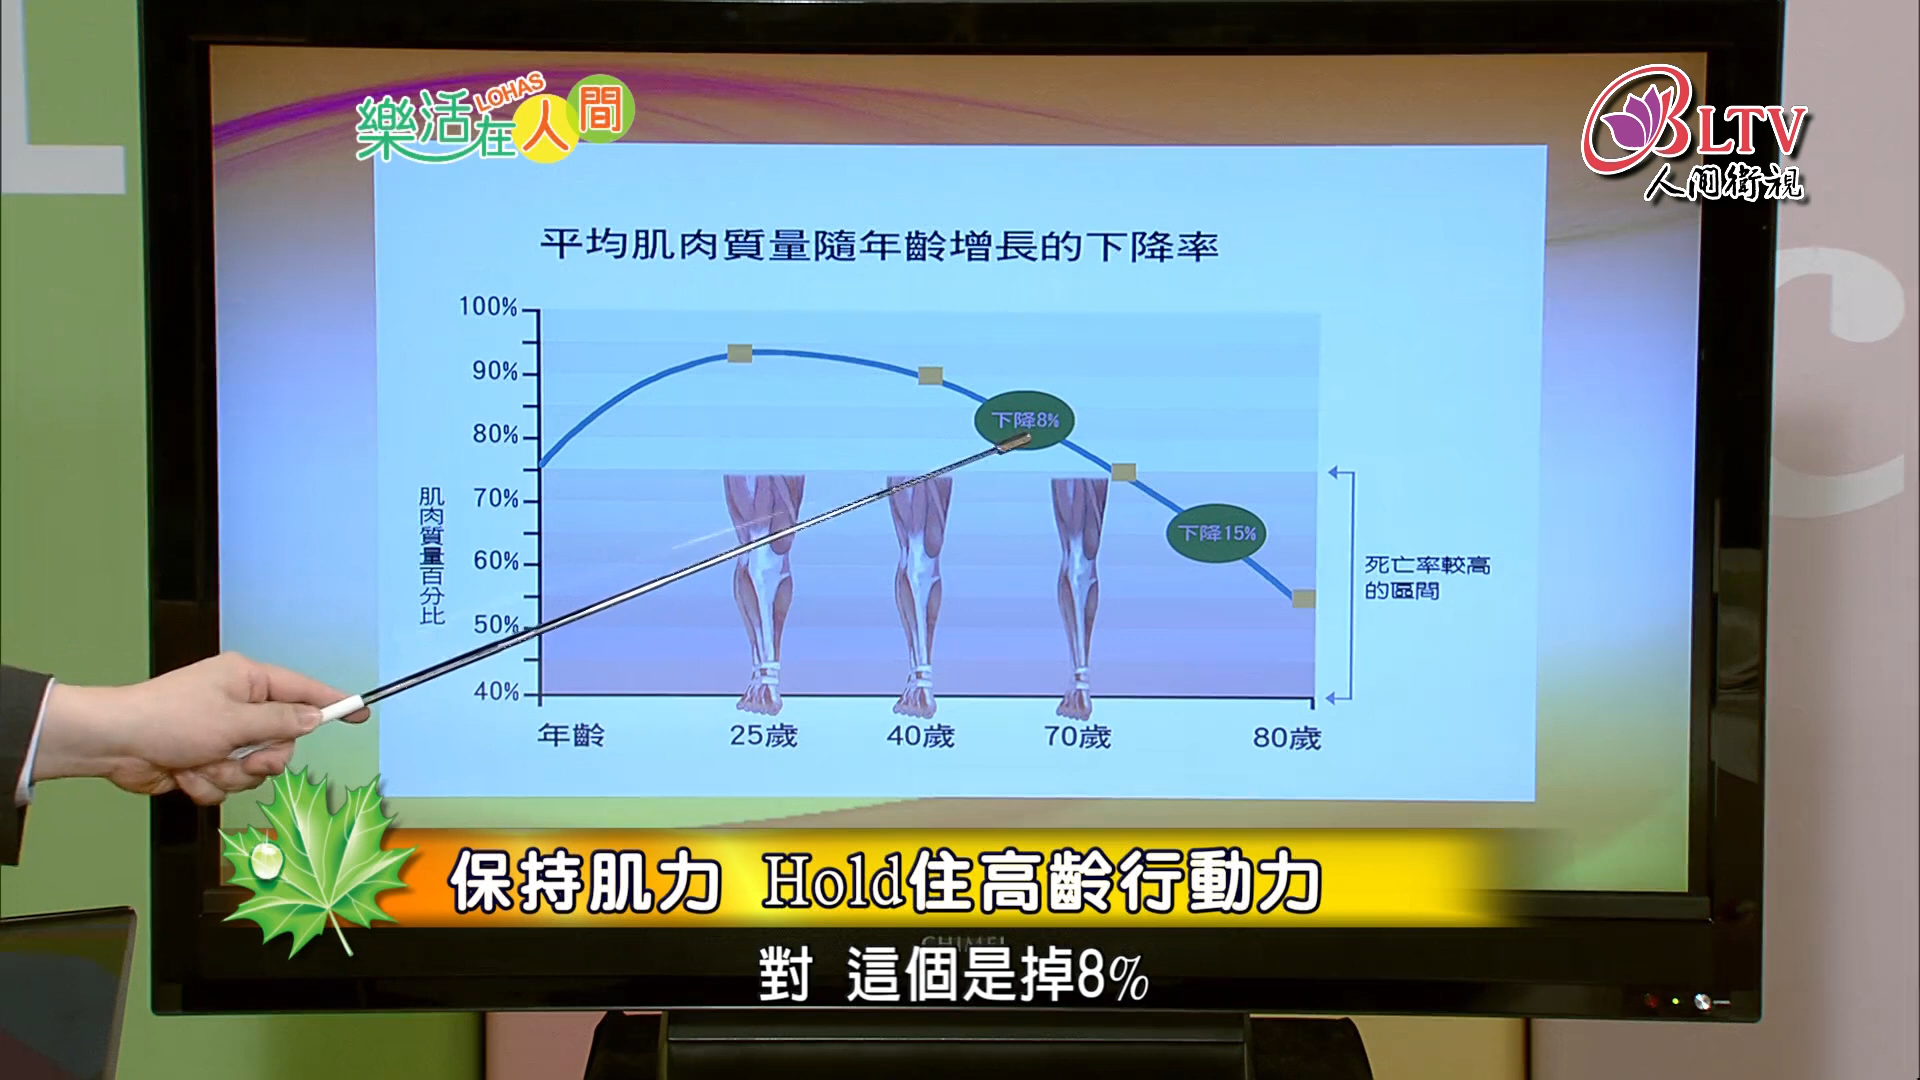 樂活在人間
LOHAS
BLTV
人間衛視
平均肌肉質量隨年齡增長的下降率
100%
90%
80%
70%
60%
50%
40%
肌肉質量百分比
下降8%
下降15%
死亡率較高
的區間
年齡
25歲
40歲
70歲
80歲
保持肌力 Hold住高齡行動力
CHIMEI
對 這個是掉8%